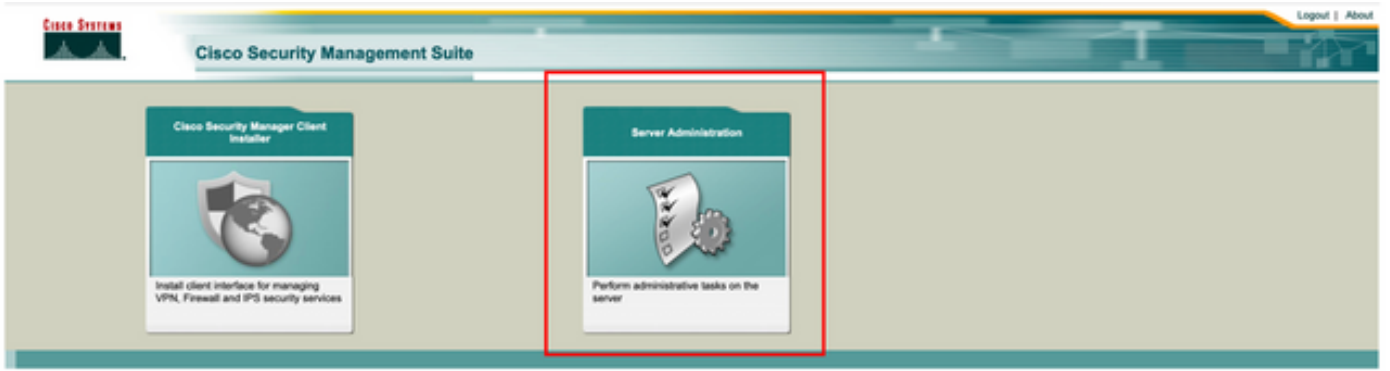 Logout | About
CISCO SYSTEMS
Cisco Security Management Suite
Cisco Security Manager Client
Installer
Install client interface for managing
VPN, Firewall and IPS security services
Server Administration
Perform administrative tasks on the
server